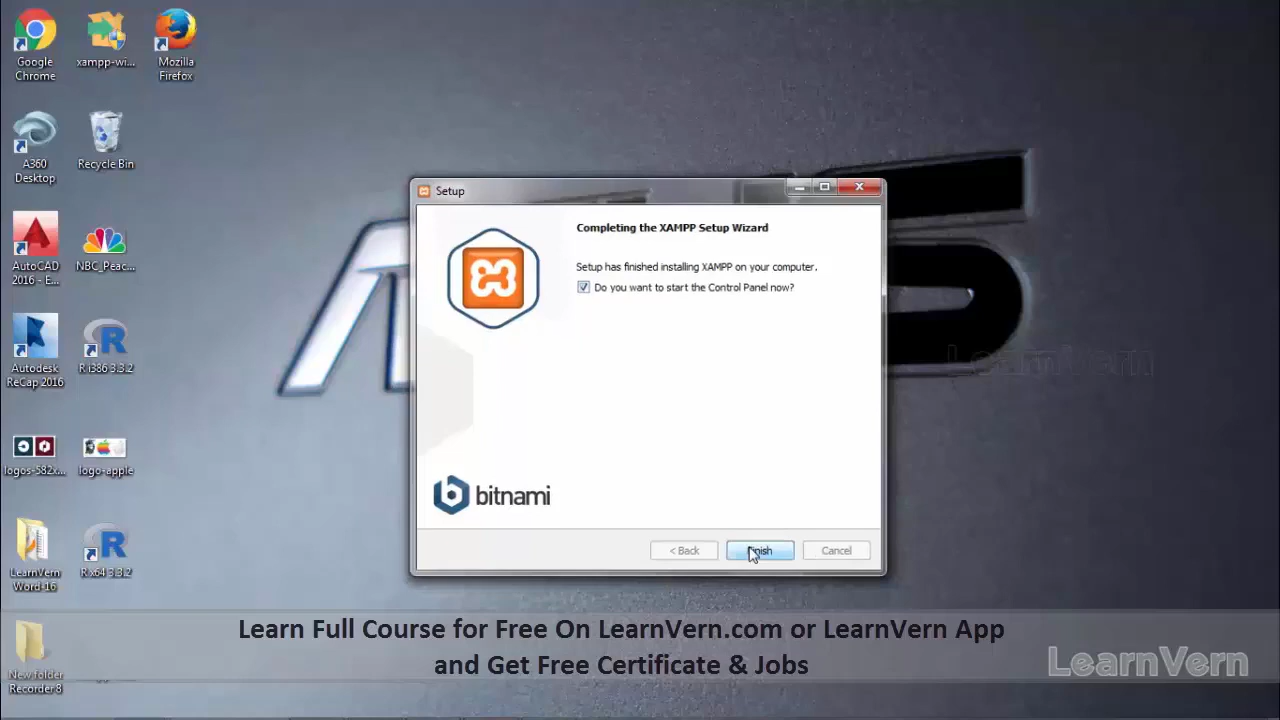 Google
Chrome
xampp-wi...
Mozilla
Firefox
A360
Desktop
Recycle Bin
AutoCAD
2016 - E...
NBC_Peac...
Autodesk
ReCap 2016
R i386 3.3.2
logos-582x...
logo-apple
LearnVern
Word-16
R x64 3.3.2
New folder
Recorder 8
Setup
Completing the XAMPP Setup Wizard
Setup has finished installing XAMPP on your computer.
Do you want to start the Control Panel now?
bitnami
< Back
Finish
Cancel
LearnVern
Learn Full Course for Free On LearnVern.com or LearnVern App
and Get Free Certificate & Jobs
LearnVern